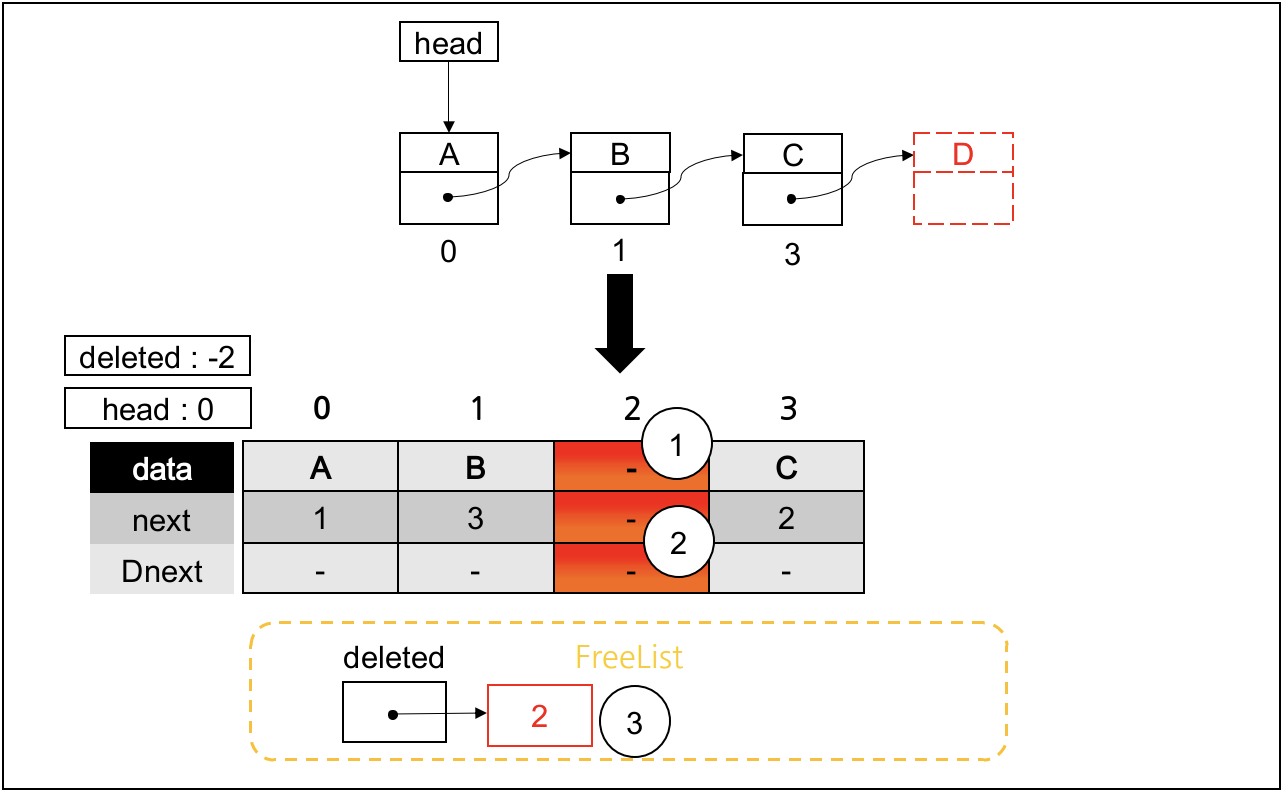 head
A B C D
0 1 3
deleted : -2
head : 0 0 1 2 3
1
data A B - C
next 1 3 - 2
2
Dnext - - - -
deleted FreeList
2 3